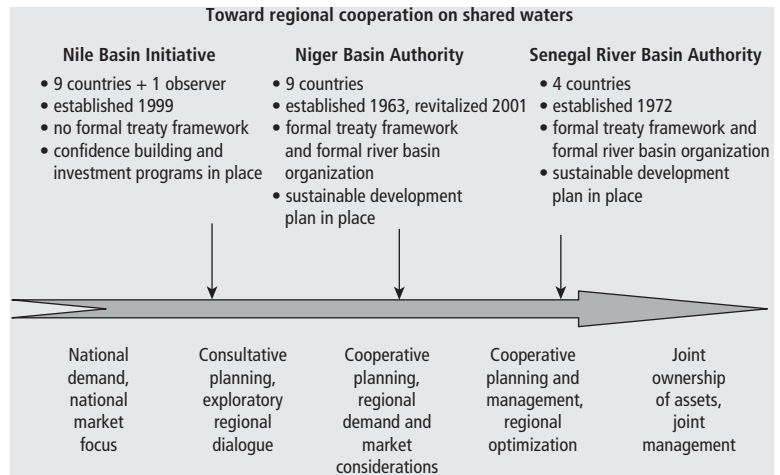 Toward regional cooperation on shared waters
Nile Basin Initiative
• 9 countries + 1 observer
• established 1999
• no formal treaty framework
• confidence building and
investment programs in place
Niger Basin Authority
• 9 countries
• established 1963, revitalized 2001
• formal treaty framework
and formal river basin
organization
• sustainable development
plan in place
Senegal River Basin Authority
• 4 countries
• established 1972
• formal treaty framework and
formal river basin organization
• sustainable development
plan in place
National
demand,
national
market
focus
Consultative
planning,
exploratory
regional
dialogue
Cooperative
planning,
regional
demand and
market
considerations
Cooperative
planning and
management,
regional
optimization
Joint
ownership
of assets,
joint
management